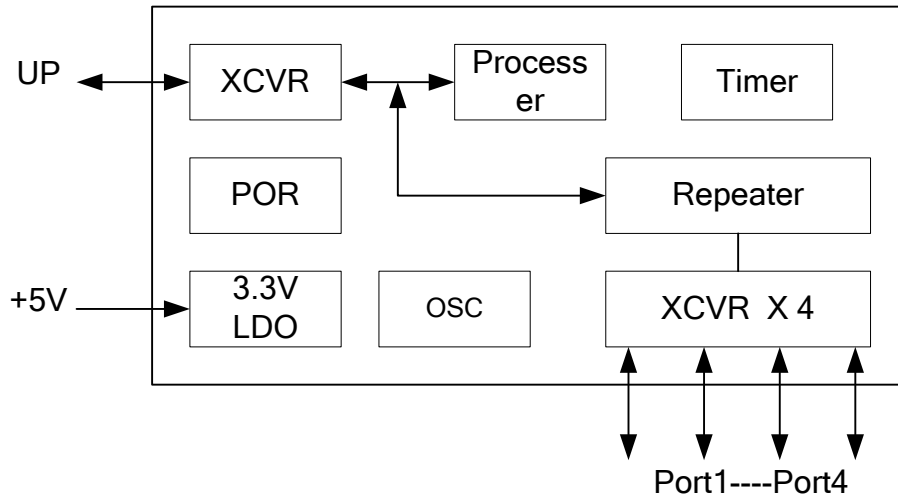 UP
XCVR
Process
er
Timer
POR
Repeater
+5V
3.3V
LDO
OSC
XCVR X 4
Port1----Port4